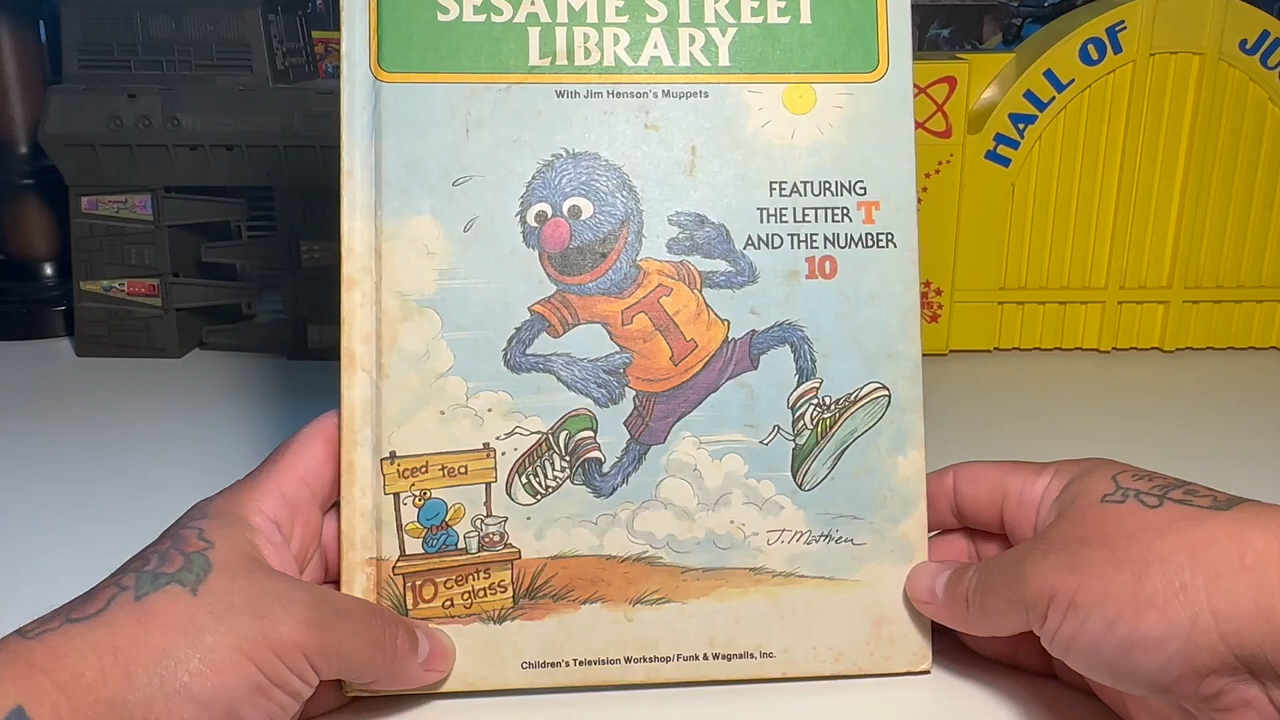 SESAME STREET
LIBRARY
With Jim Henson's Muppets
FEATURING
THE LETTER T
AND THE NUMBER
10
T
iced tea
10 cents
a glass
J. Mathieu
Children's Television Workshop/Funk & Wagnalls, Inc.
HALL OF